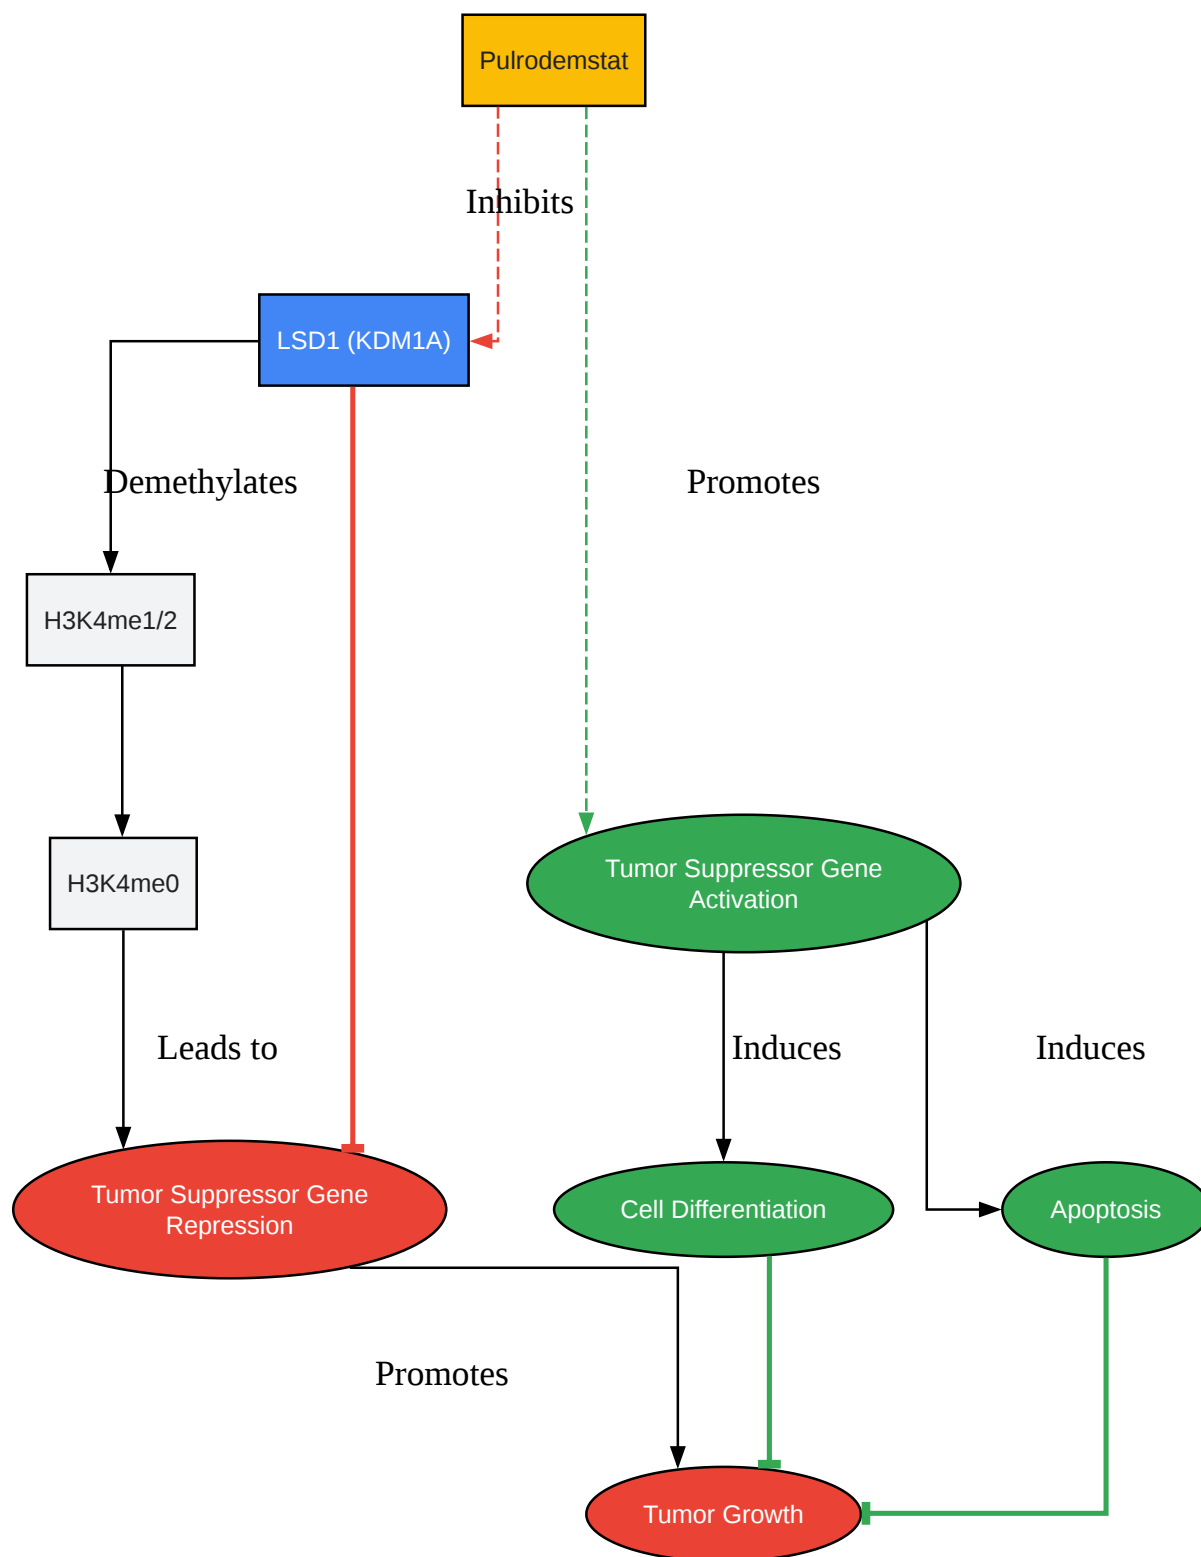 Pulrodemstat
Inhibits
LSD1 (KDM1A)
Demethylates
Promotes
H3K4me1/2
H3K4me0
Tumor Suppressor Gene
Activation
Leads to
Induces
Induces
Tumor Suppressor Gene
Repression
Cell Differentiation
Apoptosis
Promotes
Tumor Growth